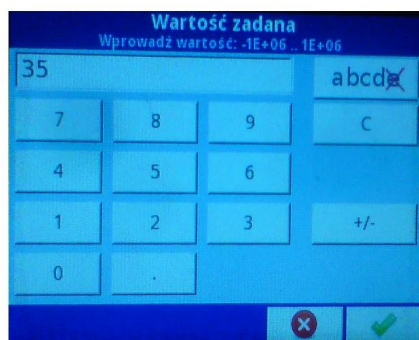 Wartość zadana
Wprowadź wartość: -1E+06 .. 1E+06
35
abcde
7 8 9 C
4 5 6
1 2 3 +/-
0 .